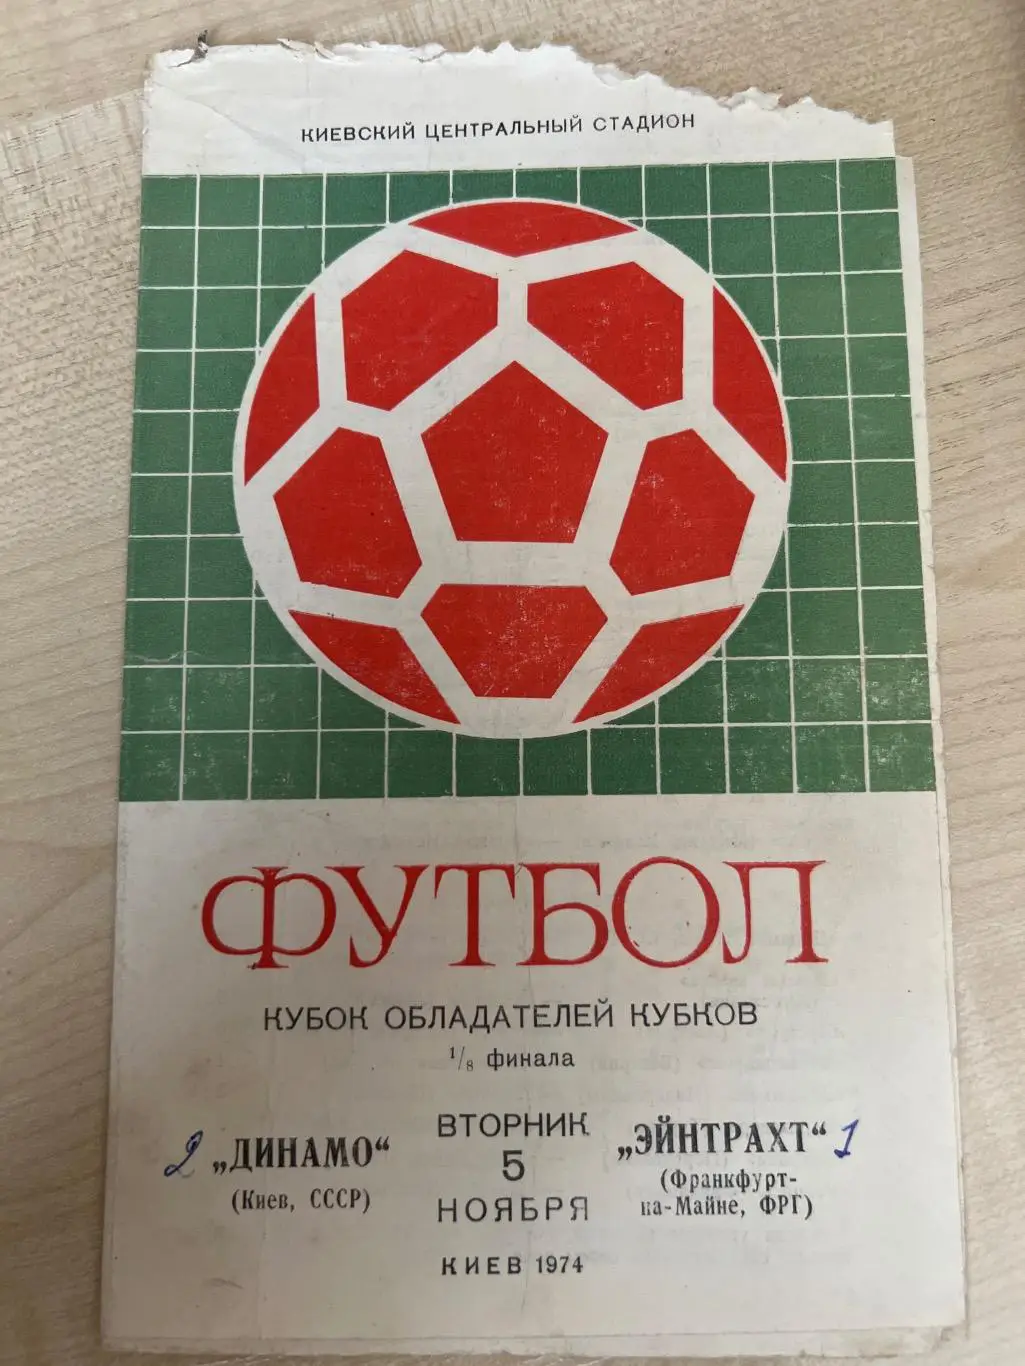 КИЕВСКИЙ ЦЕНТРАЛЬНЫЙ СТАДИОН
ФУТБОЛ
КУБОК ОБЛАДАТЕЛЕЙ КУБКОВ
1/8 финала
2 „ДИНАМО“
(Киев, СССР)
ВТОРНИК
5
НОЯБРЯ
„ЭЙНТРАХТ“ 1
(Франкфурт-
на-Майне, ФРГ)
КИЕВ 1974